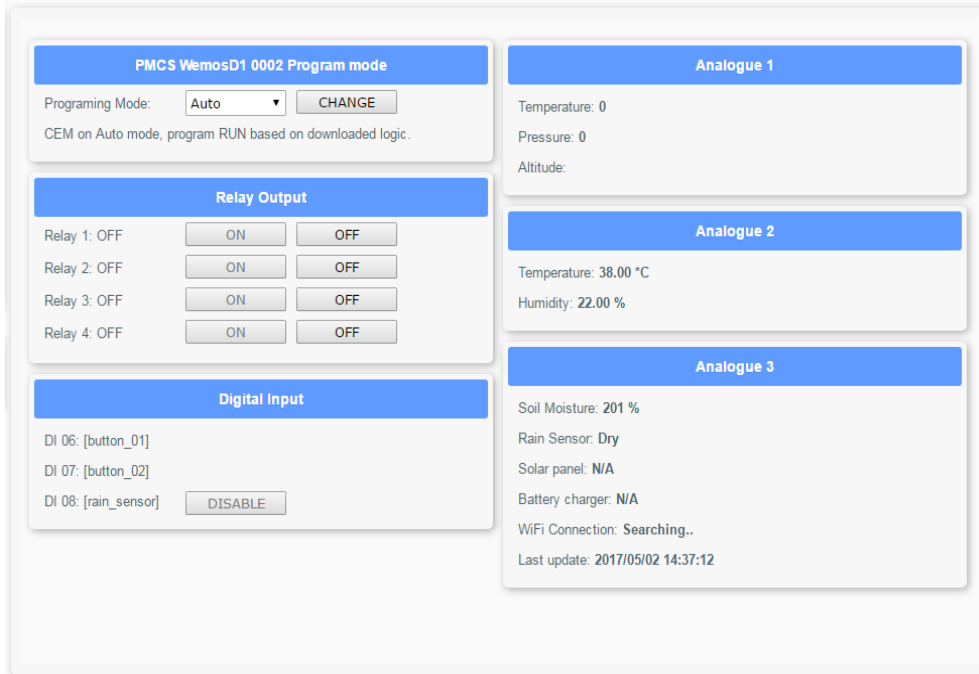 PMCS WemosD1 0002 Program mode
Programing Mode: Auto CHANGE
CEM on Auto mode, program RUN based on downloaded logic.
Relay Output
Relay 1: OFF ON OFF
Relay 2: OFF ON OFF
Relay 3: OFF ON OFF
Relay 4: OFF ON OFF
Digital Input
DI 06: [button_01]
DI 07: [button_02]
DI 08: [rain_sensor] DISABLE
Analogue 1
Temperature: 0
Pressure: 0
Altitude:
Analogue 2
Temperature: 38.00 *C
Humidity: 22.00 %
Analogue 3
Soil Moisture: 201 %
Rain Sensor: Dry
Solar panel: N/A
Battery charger: N/A
WiFi Connection: Searching..
Last update: 2017/05/02 14:37:12